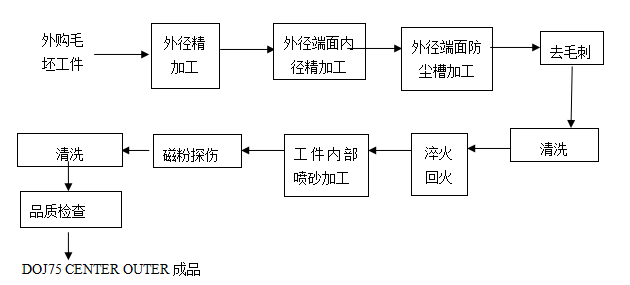 外购毛
坯工件
外径精
加工
外径端面内
径精加工
外径端面防
尘槽加工
去毛刺
清洗
淬火
回火
工件内部
喷砂加工
磁粉探伤
清洗
品质检查
DOJ75 CENTER OUTER 成品